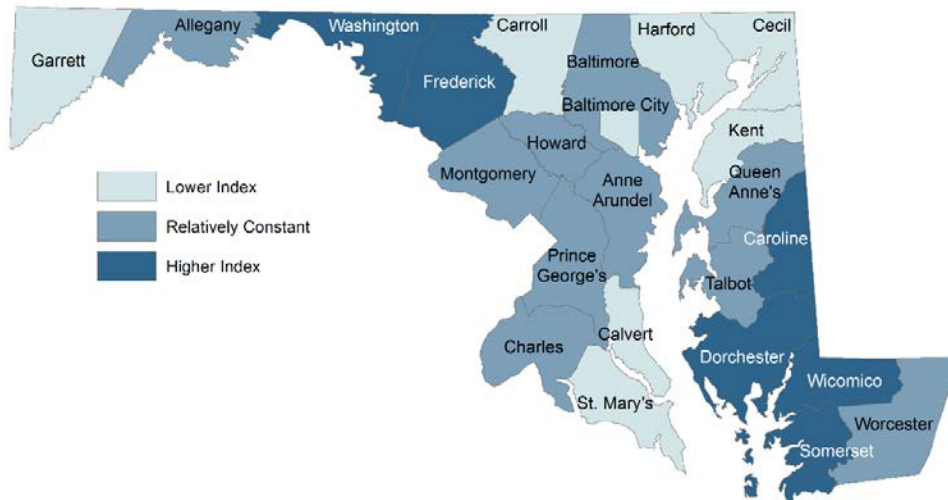 Garrett
Allegany
Washington
Frederick
Carroll
Baltimore
Baltimore City
Harford
Cecil
Kent
Howard
Montgomery
Anne
Arundel
Queen
Anne's
Caroline
Prince
George's
Talbot
Charles
Calvert
St. Mary's
Dorchester
Wicomico
Worcester
Somerset
Lower Index
Relatively Constant
Higher Index